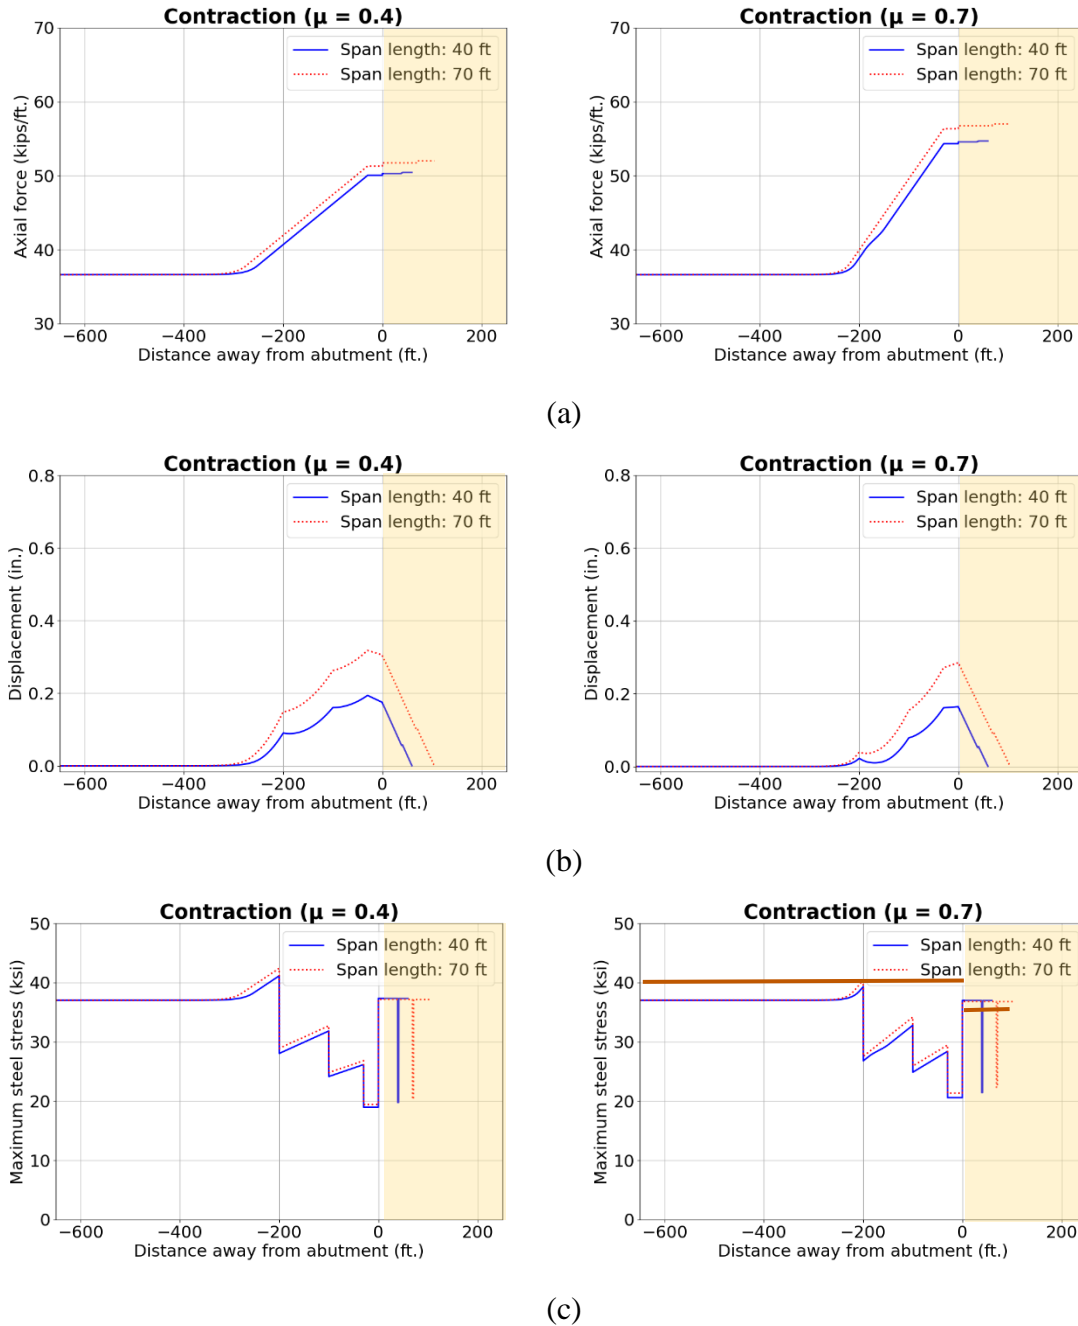 Contraction (μ = 0.4)
70
60
50
40
30
Axial force (kips/ft.)
Span length: 40 ft
Span length: 70 ft
−600 −400 −200 0 200
Distance away from abutment (ft.)
Contraction (μ = 0.7)
70
60
50
40
30
Axial force (kips/ft.)
Span length: 40 ft
Span length: 70 ft
−600 −400 −200 0 200
Distance away from abutment (ft.)
(a)
Contraction (μ = 0.4)
0.8
0.6
0.4
0.2
0.0
Displacement (in.)
Span length: 40 ft
Span length: 70 ft
−600 −400 −200 0 200
Distance away from abutment (ft.)
Contraction (μ = 0.7)
0.8
0.6
0.4
0.2
0.0
Displacement (in.)
Span length: 40 ft
Span length: 70 ft
−600 −400 −200 0 200
Distance away from abutment (ft.)
(b)
Contraction (μ = 0.4)
50
40
30
20
10
0
Maximum steel stress (ksi)
Span length: 40 ft
Span length: 70 ft
−600 −400 −200 0 200
Distance away from abutment (ft.)
Contraction (μ = 0.7)
50
40
30
20
10
0
Maximum steel stress (ksi)
Span length: 40 ft
Span length: 70 ft
−600 −400 −200 0 200
Distance away from abutment (ft.)
(c)